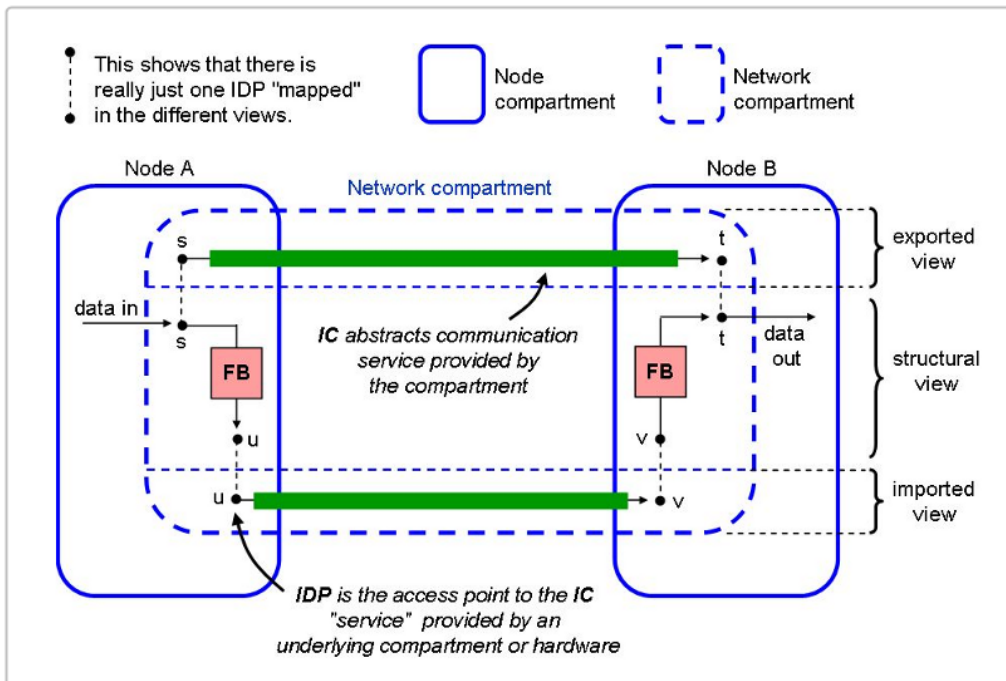 This shows that there is
really just one IDP "mapped"
in the different views.
Node
compartment
Network
compartment
Node A
Node B
Network compartment
s
t
exported
view
data in
s
IC abstracts communication
service provided by
the compartment
t
data
out
FB
FB
structural
view
u
v
u
v
imported
view
IDP is the access point to the IC
"service" provided by an
underlying compartment or hardware